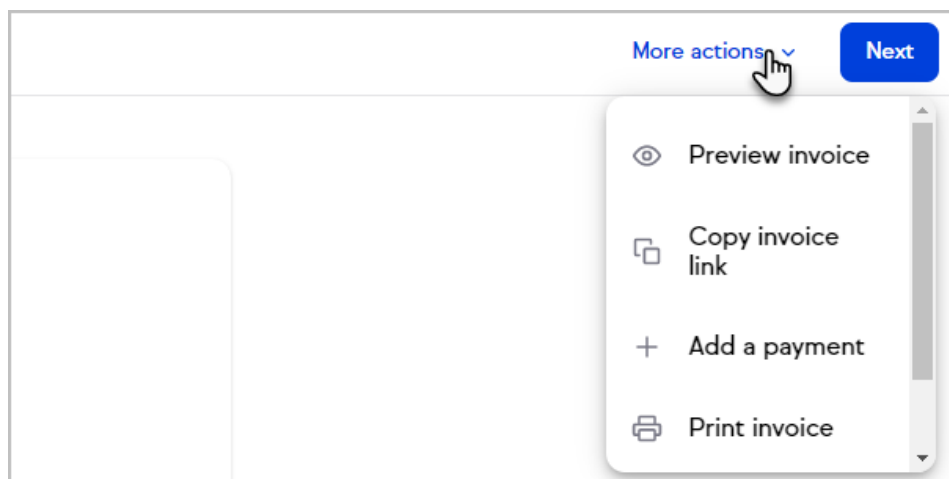 More actions
Next
Preview invoice
Copy invoice
link
Add a payment
Print invoice